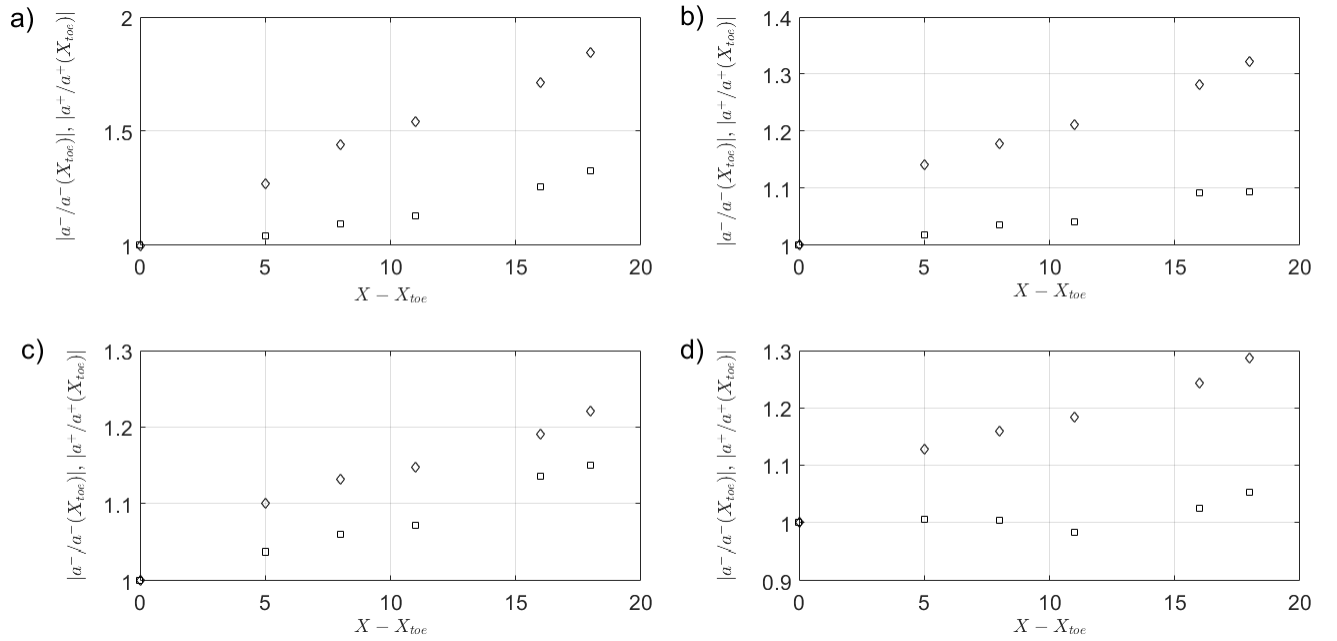 a)
|a⁻/a⁻(X_toe)|, |a⁺/a⁺(X_toe)|
2
1.5
1
0 5 10 15 20
X − X_toe
b)
|a⁻/a⁻(X_toe)|, |a⁺/a⁺(X_toe)|
1.4
1.3
1.2
1.1
1
0 5 10 15 20
X − X_toe
c)
|a⁻/a⁻(X_toe)|, |a⁺/a⁺(X_toe)|
1.3
1.2
1.1
1
0 5 10 15 20
X − X_toe
d)
|a⁻/a⁻(X_toe)|, |a⁺/a⁺(X_toe)|
1.3
1.2
1.1
1
0.9
0 5 10 15 20
X − X_toe